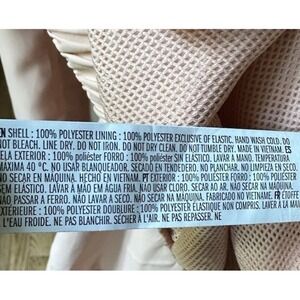 EN SHELL : 100% POLYESTER LINING : 100% POLYESTER EXCLUSIVE OF ELASTIC. HAND WASH COLD. DO
NOT BLEACH. LINE DRY. DO NOT IRON. DO NOT DRY CLEAN. DO NOT TUMBLE DRY. MADE IN VIETNAM. ES
TELA EXTERIOR : 100% poliéster FORRO : 100% poliéster SIN ELÁSTICO. LAVAR A MANO. TEMPERATURA
MÁXIMA 40 °C. NO USAR BLANQUEADOR. SECADO EN TENDEDERO. NO PLANCHAR. NO LIMPIEZA EN
SECO. NO SECAR EN MÁQUINA. HECHO EN VIETNAM. PT EXTERIOR : 100% poliéster FORRO : 100% poliéster
SEM ELÁSTICO. LAVAR À MÃO EM ÁGUA FRIA. NÃO USAR CLORO. SECAR AO AR LIVRE. NA VERTICAL.
NÃO PASSAR A FERRO. NÃO LAVAR A SECO. NÃO SECAR NA MÁQUINA. FABRICADO NO VIETNAME. FR ÉTOFFE
EXTÉRIEURE : 100% POLYESTER DOUBLURE : 100% POLYESTER ÉLASTIQUE NON COMPRIS. LAVER À LA MAIN
À L'EAU FROIDE. NE PAS BLANCHIR. SÉCHER À L'AIR. NE PAS REPASSER. NE